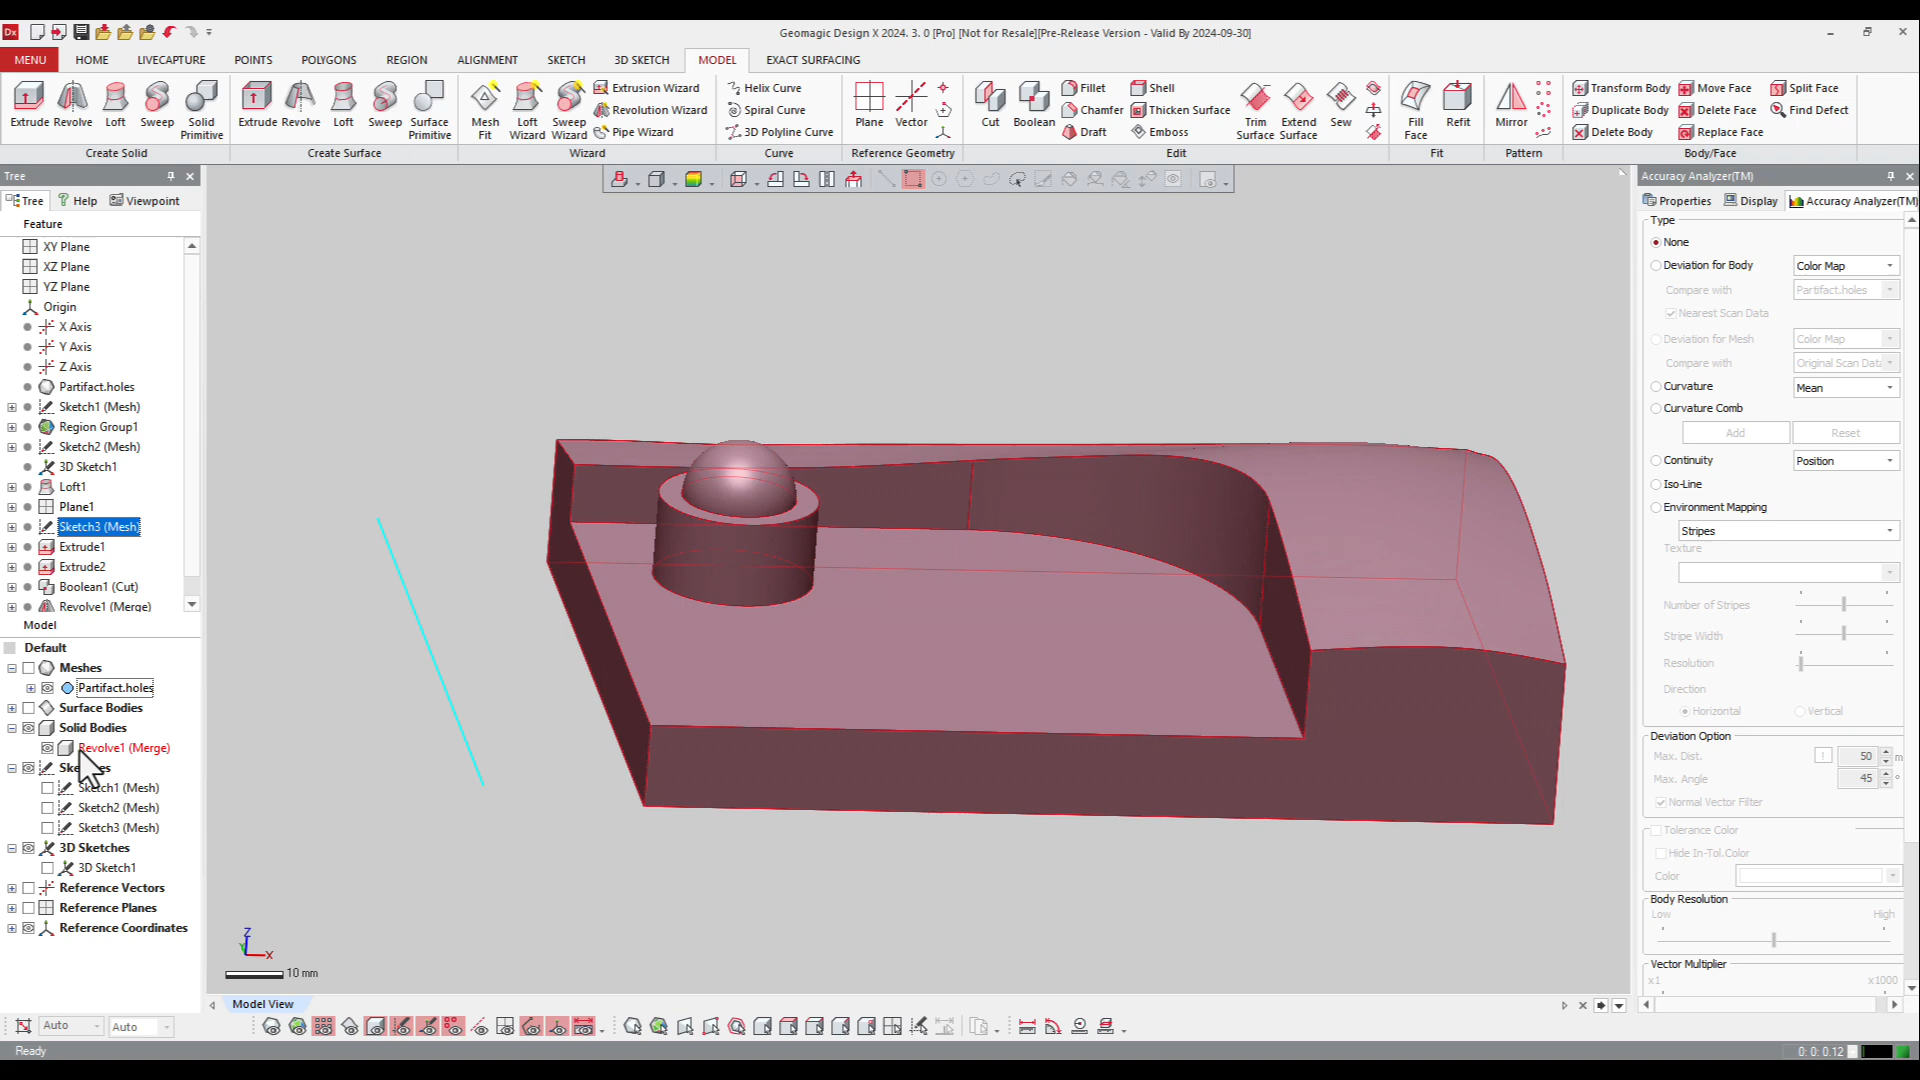 Dx
Geomagic Design X 2024. 3. 0 [Pro] [Not for Resale][Pre-Release Version - Valid By 2024-09-30]
MENU HOME LIVECAPTURE POINTS POLYGONS REGION ALIGNMENT SKETCH 3D SKETCH MODEL EXACT SURFACING
Extrude Revolve Loft Sweep Solid Primitive
Create Solid
Extrude Revolve Loft Sweep Surface Primitive
Create Surface
Mesh Fit Loft Wizard Sweep Wizard Extrusion Wizard
Revolution Wizard
Pipe Wizard
Wizard
Helix Curve
Spiral Curve
3D Polyline Curve
Curve
Plane Vector
Reference Geometry
Cut Boolean Fillet Shell
Chamfer Thicken Surface
Draft Emboss
Trim Surface Extend Surface Sew
Edit
Fill Face Refit
Fit
Mirror
Pattern
Transform Body Move Face Split Face
Duplicate Body Delete Face Find Defect
Delete Body Replace Face
Body/Face
Tree
Tree Help Viewpoint
Feature
XY Plane
XZ Plane
YZ Plane
Origin
X Axis
Y Axis
Z Axis
Partifact.holes
Sketch1 (Mesh)
Region Group1
Sketch2 (Mesh)
3D Sketch1
Loft1
Plane1
Sketch3 (Mesh)
Extrude1
Extrude2
Boolean1 (Cut)
Revolve1 (Merge)
Model
Default
Meshes
Partifact.holes
Surface Bodies
Solid Bodies
Revolve1 (Merge)
Sketch1 (Mesh)
Sketch2 (Mesh)
Sketch3 (Mesh)
3D Sketches
3D Sketch1
Reference Vectors
Reference Planes
Reference Coordinates
Z
X
10 mm
Model View
Auto Auto
Ready
0: 0: 0.12
Accuracy Analyzer(TM)
Properties Display Accuracy Analyzer(TM)
Type
None
Deviation for Body Color Map
Compare with Partifact.holes
Nearest Scan Data
Deviation for Mesh Color Map
Compare with Original Scan Data
Curvature Mean
Curvature Comb
Add Reset
Continuity Position
Iso-Line
Environment Mapping
Stripes
Texture
Number of Stripes
Stripe Width
Resolution
Direction
Horizontal Vertical
Deviation Option
Max. Dist. 50 m
Max. Angle 45 °
Normal Vector Filter
Tolerance Color
Hide In-Tol.Color
Color
Body Resolution
Low High
Vector Multiplier
x1 x1000